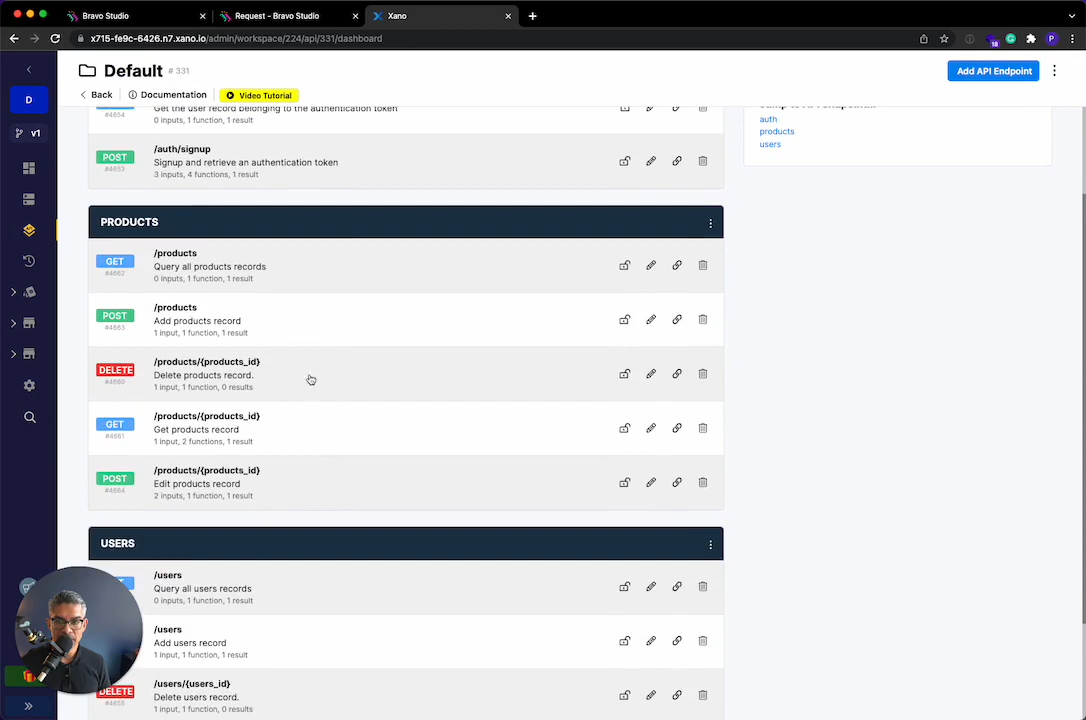 Bravo Studio
Request - Bravo Studio
Xano
x715-fe9c-6426.n7.xano.io/admin/workspace/224/api/331/dashboard
18
P
D
v1
Default # 331
Add API Endpoint
Back
Documentation
Video Tutorial
#4654
Get the user record belonging to the authentication token
0 inputs, 1 function, 1 result
auth
products
users
POST
#4653
/auth/signup
Signup and retrieve an authentication token
3 inputs, 4 functions, 1 result
PRODUCTS
GET
#4662
/products
Query all products records
0 inputs, 1 function, 1 result
POST
#4663
/products
Add products record
1 input, 1 function, 1 result
DELETE
#4660
/products/{products_id}
Delete products record.
1 input, 1 function, 0 results
GET
#4661
/products/{products_id}
Get products record
1 input, 2 functions, 1 result
POST
#4664
/products/{products_id}
Edit products record
2 inputs, 1 function, 1 result
USERS
/users
Query all users records
0 inputs, 1 function, 1 result
/users
Add users record
1 input, 1 function, 1 result
DELETE
#4655
/users/{users_id}
Delete users record.
1 input, 1 function, 0 results